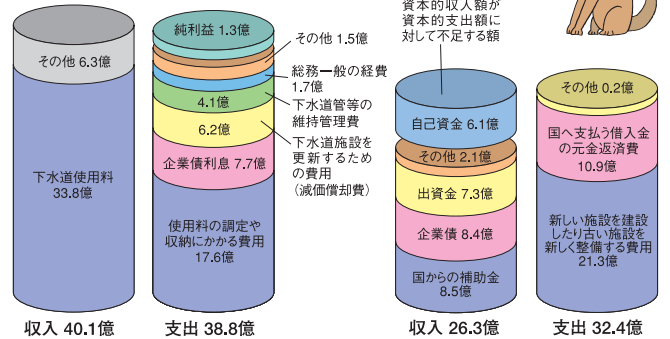 その他 6.3億
下水道使用料
33.8億
収入 40.1億
純利益 1.3億
その他 1.5億
総務一般の経費
1.7億
4.1億
下水道管等の
維持管理費
6.2億
下水道施設を
更新するため
の費用
(減価償却費)
企業債利息 7.7億
使用料の調定や
収納にかかる費用
17.6億
支出 38.8億
資本的収入額が
資本的支出額に
対して不足する額
自己資金 6.1億
その他 2.1億
出資金 7.3億
企業債 8.4億
国からの補助金
8.5億
収入 26.3億
その他 0.2億
国へ支払う借入金
の元金返済費
10.9億
新しい施設を建設
したり古い施設を
新しく整備する費用
21.3億
支出 32.4億